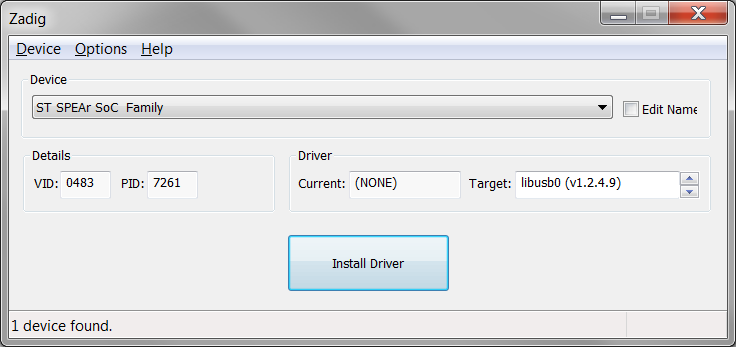 Zadig
Device Options Help
Device
ST SPEAr SoC  Family
Edit Name
Details
VID: 0483 PID: 7261
Driver
Current: (NONE) Target: libusb0 (v1.2.4.9)
Install Driver
1 device found.